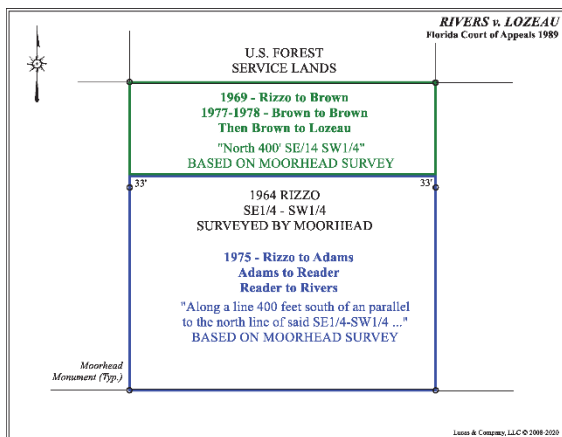 RIVERS v. LOZEAU
Florida Court of Appeals 1989
U.S. FOREST
SERVICE LANDS
1969 - Rizzo to Brown
1977-1978 - Brown to Brown
Then Brown to Lozeau
"North 400' SE/14 SW1/4"
BASED ON MOORHEAD SURVEY
33'
33'
1964 RIZZO
SE1/4 - SW1/4
SURVEYED BY MOORHEAD
1975 - Rizzo to Adams
Adams to Reader
Reader to Rivers
"Along a line 400 feet south of an parallel
to the north line of said SE1/4-SW1/4 ..."
BASED ON MOORHEAD SURVEY
Moorhead
Monument (Typ.)
Lucas & Company, LLC © 2008-2020